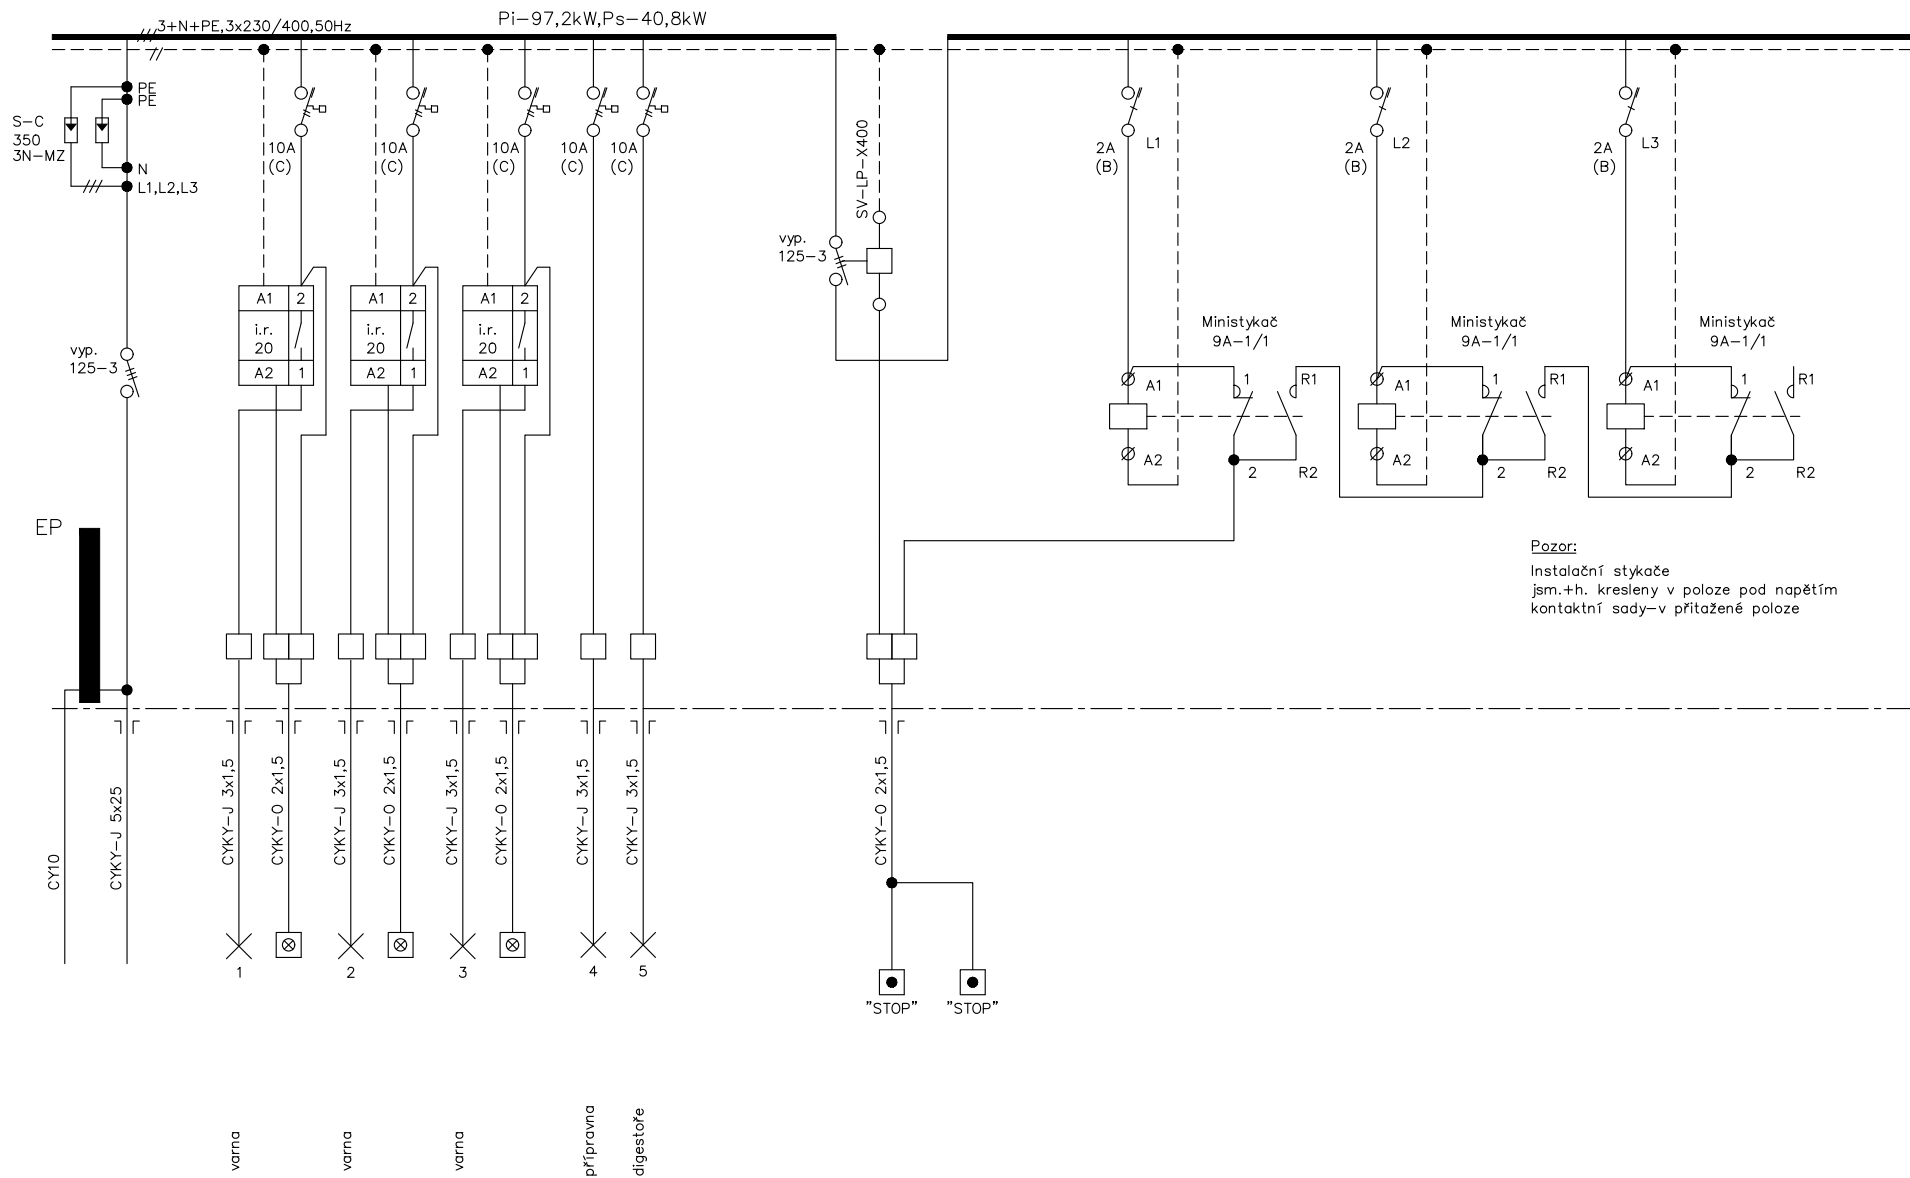 Pi-97,2kW,Ps-40,8kW
3+N+PE,3x230/400,50Hz
PE
PE
S-C
350
3N-MZ
N
L1,L2,L3
10A
(C)
10A
(C)
10A
(C)
10A
(C)
10A
(C)
SV-LP-X400
2A
(B)
L1
2A
(B)
L2
2A
(B)
L3
vyp.
125-3
vyp.
125-3
A1
2
i.r.
20
A2
1
A1
2
i.r.
20
A2
1
A1
2
i.r.
20
A2
1
Ministykač
9A-1/1
Ministykač
9A-1/1
Ministykač
9A-1/1
A1
1
R1
A2
2
R2
A1
1
R1
A2
2
R2
A1
1
R1
A2
2
R2
EP
Pozor:
Instalační stykače
jsm.+h. kresleny v poloze pod napětím
kontaktní sady-v přitažené poloze
CY10
CYKY-J 5x25
CYKY-J 3x1,5
CYKY-O 2x1,5
CYKY-J 3x1,5
CYKY-O 2x1,5
CYKY-J 3x1,5
CYKY-O 2x1,5
CYKY-J 3x1,5
CYKY-J 3x1,5
CYKY-O 2x1,5
1
2
3
4
5
"STOP"
"STOP"
varna
varna
varna
přípravna
digestoře